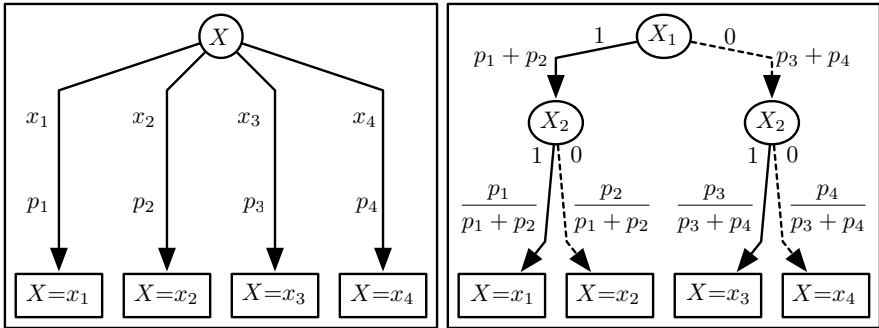 X
x₁ x₂ x₃ x₄
p₁ p₂ p₃ p₄
X=x₁ X=x₂ X=x₃ X=x₄
X₁
1 0
p₁ + p₂ p₃ + p₄
X₂ X₂
1 0 1 0
p₁/(p₁ + p₂) p₂/(p₁ + p₂) p₃/(p₃ + p₄) p₄/(p₃ + p₄)
X=x₁ X=x₂ X=x₃ X=x₄